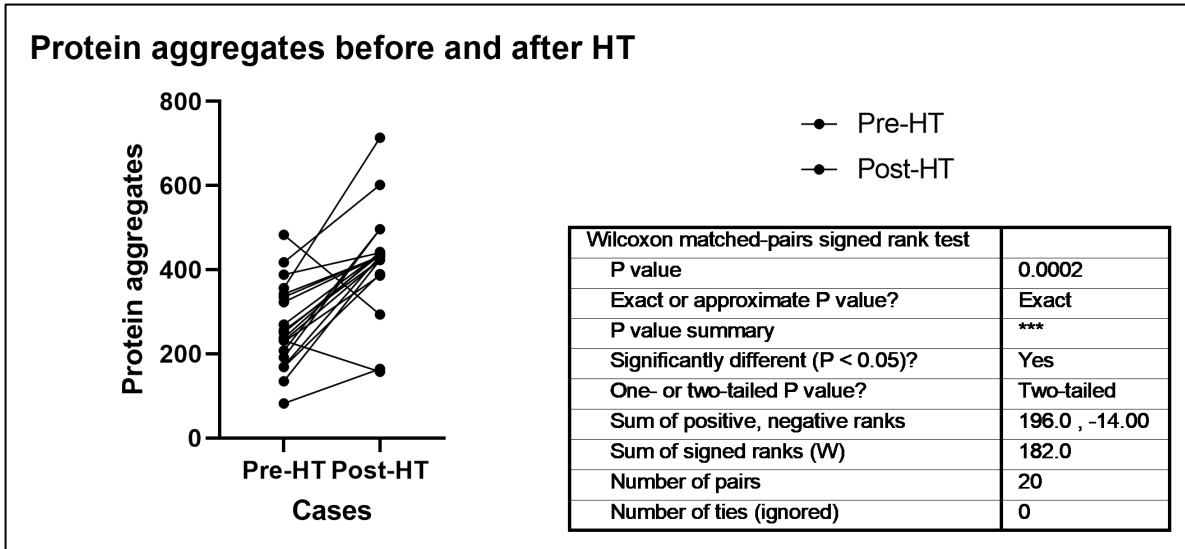 Protein aggregates before and after HT
800
600
400
200
0
Protein aggregates
Pre-HT Post-HT
Cases
Pre-HT
Post-HT
Wilcoxon matched-pairs signed rank test
P value 0.0002
Exact or approximate P value? Exact
P value summary ***
Significantly different (P < 0.05)? Yes
One- or two-tailed P value? Two-tailed
Sum of positive, negative ranks 196.0 , -14.00
Sum of signed ranks (W) 182.0
Number of pairs 20
Number of ties (ignored) 0